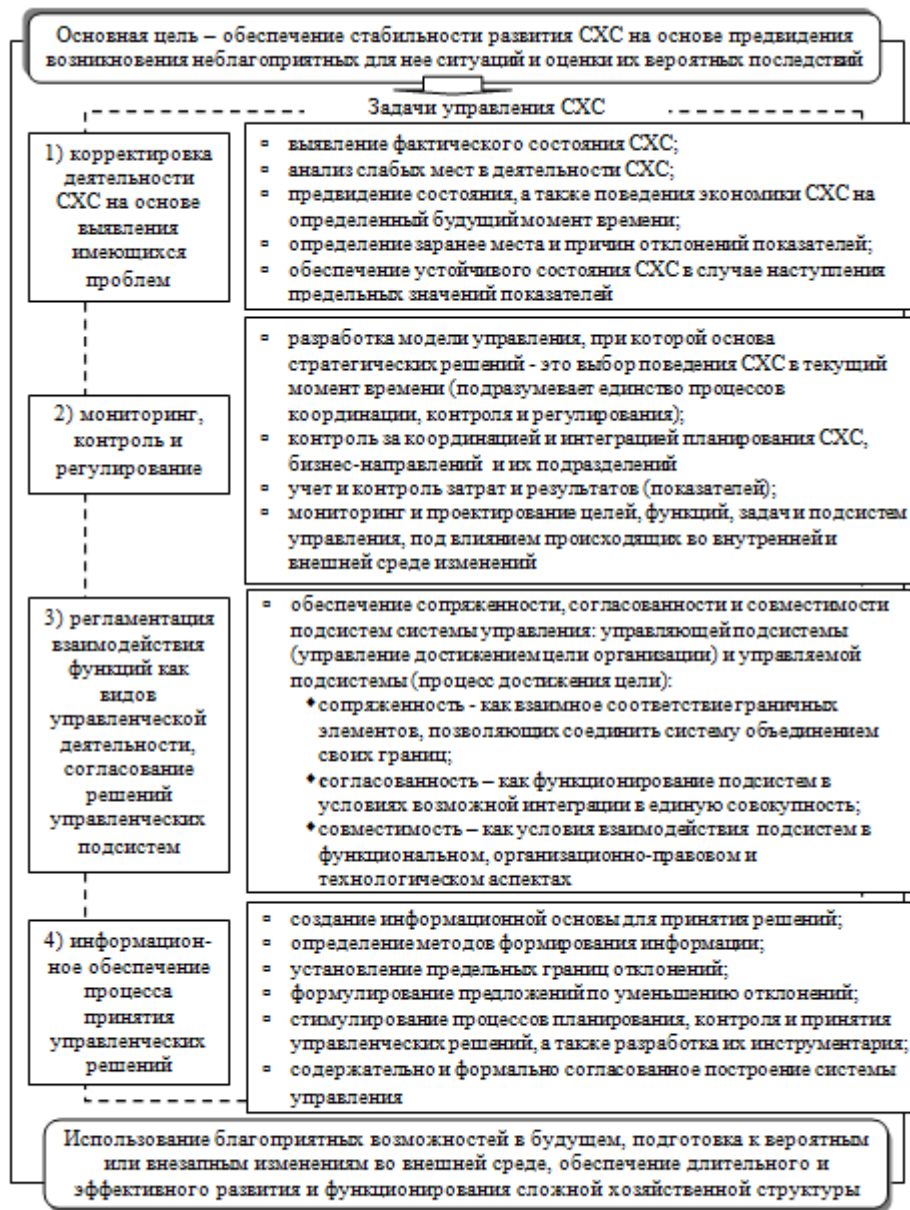 Основная цель – обеспечение стабильности развития СХС на основе предвидения
возникновения неблагоприятных для нее ситуаций и оценки их вероятных последствий
Задачи управления СХС
1) корректировка
деятельности
СХС на основе
выявления
имеющихся
проблем
▫ выявление фактического состояния СХС;
▫ анализ слабых мест в деятельности СХС;
▫ предвидение состояния, а также поведения экономики СХС на
определенный будущий момент времени;
▫ определение заранее места и причин отклонений показателей;
▫ обеспечение устойчивого состояния СХС в случае наступления
предельных значений показателей
2) мониторинг,
контроль и
регулирование
▫ разработка модели управления, при которой основа
стратегических решений - это выбор поведения СХС в текущий
момент времени (подразумевает единство процессов
координации, контроля и регулирования);
▫ контроль за координацией и интеграцией планирования СХС,
бизнес-направлений и их подразделений
▫ учет и контроль затрат и результатов (показателей);
▫ мониторинг и проектирование целей, функций, задач и подсистем
управления, под влиянием происходящих во внутренней и
внешней среде изменений
3) регламентация
взаимодействия
функций как
видов
управленческой
деятельности,
согласование
решений
управленческих
подсистем
▫ обеспечение сопряженности, согласованности и совместимости
подсистем системы управления: управляющей подсистемы
(управление достижением цели организации) и управляемой
подсистемы (процесс достижения цели):
◆ сопряженность - как взаимное соответствие граничных
элементов, позволяющих соединить систему объединением
своих границ;
◆ согласованность – как функционирование подсистем в
условиях возможной интеграции в единую совокупность;
◆ совместимость – как условия взаимодействия подсистем в
функциональном, организационно-правовом и
технологическом аспектах
4) информацион-
ное обеспечение
процесса
принятия
управленческих
решений
▫ создание информационной основы для принятия решений;
▫ определение методов формирования информации;
▫ установление предельных границ отклонений;
▫ формулирование предложений по уменьшению отклонений;
▫ стимулирование процессов планирования, контроля и принятия
управленческих решений, а также разработка их инструментария;
▫ содержательно и формально согласованное построение системы
управления
Использование благоприятных возможностей в будущем, подготовка к вероятным
или внезапным изменениям во внешней среде, обеспечение длительного и
эффективного развития и функционирования сложной хозяйственной структуры